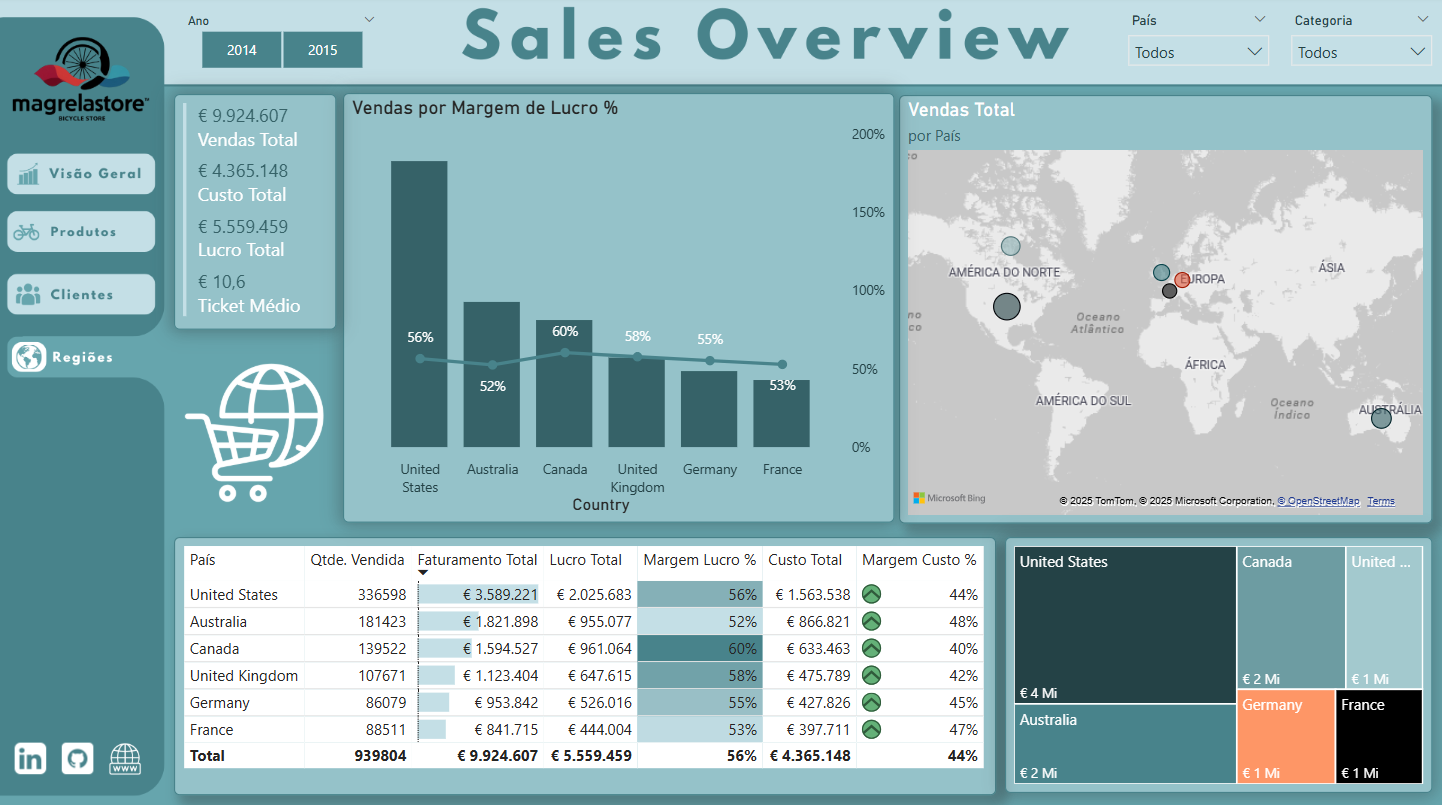 Ano
2014 2015
Sales Overview
País
Todos
Categoria
Todos
magrelastore™
BICYCLE STORE
Visão Geral
Produtos
Clientes
Regiões
in
WWW
€ 9.924.607
Vendas Total
€ 4.365.148
Custo Total
€ 5.559.459
Lucro Total
€ 10,6
Ticket Médio
Vendas por Margem de Lucro %
200%
150%
100%
50%
0%
56%
52%
60%
58%
55%
53%
United States
Australia
Canada
United Kingdom
Germany
France
Country
Vendas Total
por País
AMÉRICA DO NORTE
EUROPA
ÁSIA
Oceano
Atlântico
ÁFRICA
AMÉRICA DO SUL
Oceano
Índico
AUSTRÁLIA
Microsoft Bing
© 2025 TomTom, © 2025 Microsoft Corporation, © OpenStreetMap Terms
País Qtde. Vendida Faturamento Total Lucro Total Margem Lucro % Custo Total Margem Custo %
United States 336598 € 3.589.221 € 2.025.683 56% € 1.563.538 44%
Australia 181423 € 1.821.898 € 955.077 52% € 866.821 48%
Canada 139522 € 1.594.527 € 961.064 60% € 633.463 40%
United Kingdom 107671 € 1.123.404 € 647.615 58% € 475.789 42%
Germany 86079 € 953.842 € 526.016 55% € 427.826 45%
France 88511 € 841.715 € 444.004 53% € 397.711 47%
Total 939804 € 9.924.607 € 5.559.459 56% € 4.365.148 44%
United States
€ 4 Mi
Australia
€ 2 Mi
Canada
€ 2 Mi
United ...
€ 1 Mi
Germany
€ 1 Mi
France
€ 1 Mi